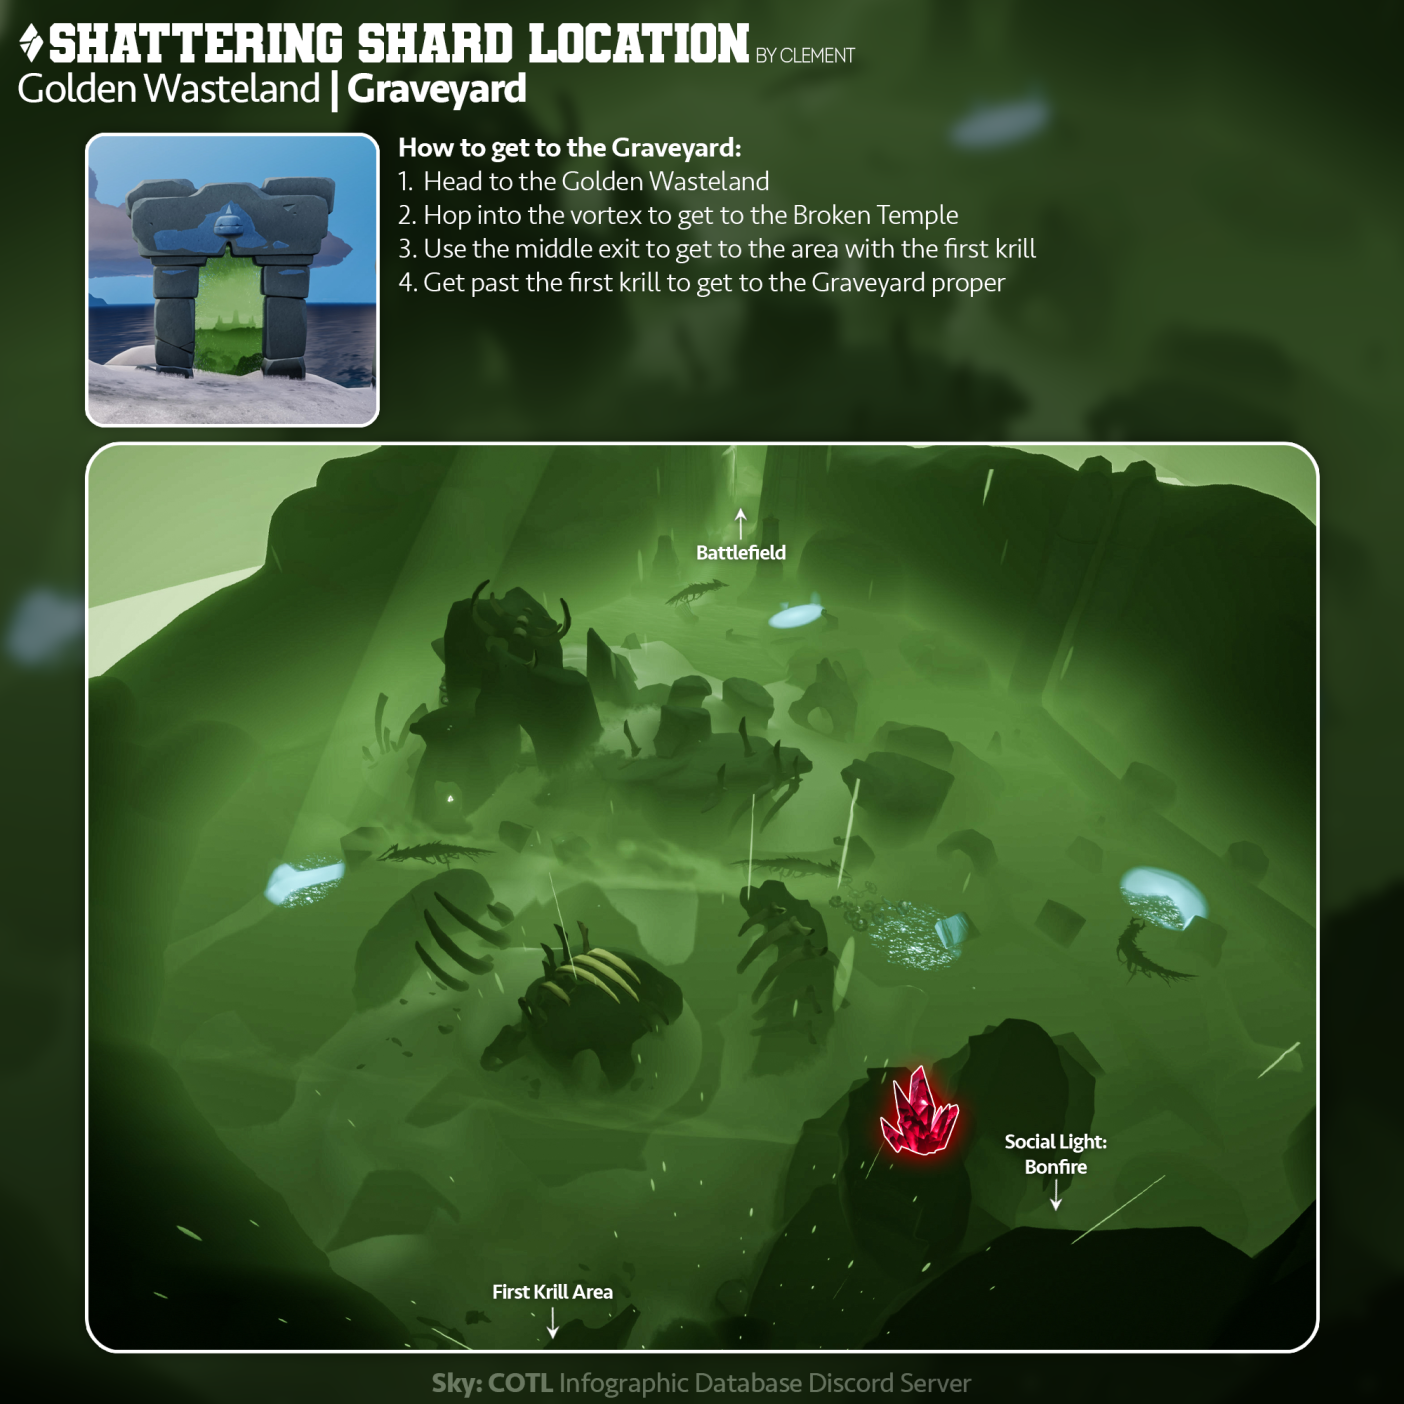 SHATTERING SHARD LOCATION BY CLEMENT
Golden Wasteland | Graveyard
How to get to the Graveyard:
1. Head to the Golden Wasteland
2. Hop into the vortex to get to the Broken Temple
3. Use the middle exit to get to the area with the first krill
4. Get past the first krill to get to the Graveyard proper
Battlefield
Social Light:
Bonfire
First Krill Area
Sky: COTL Infographic Database Discord Server